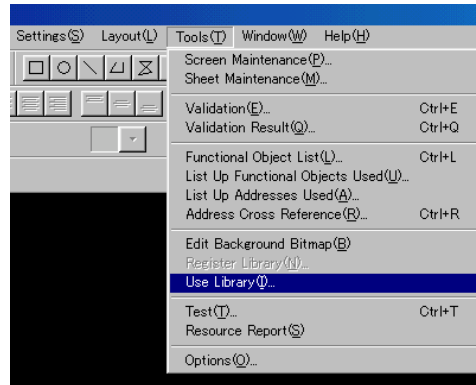 Settings(S) Layout(L) Tools(T) Window(W) Help(H)
Screen Maintenance(P)...
Sheet Maintenance(M)...
Validation(E)... Ctrl+E
Validation Result(Q)... Ctrl+Q
Functional Object List(L)... Ctrl+L
List Up Functional Objects Used(U)...
List Up Addresses Used(A)...
Address Cross Reference(R)... Ctrl+R
Edit Background Bitmap(B)
Register Library(N)...
Use Library(I)...
Test(T)... Ctrl+T
Resource Report(S)
Options(O)...